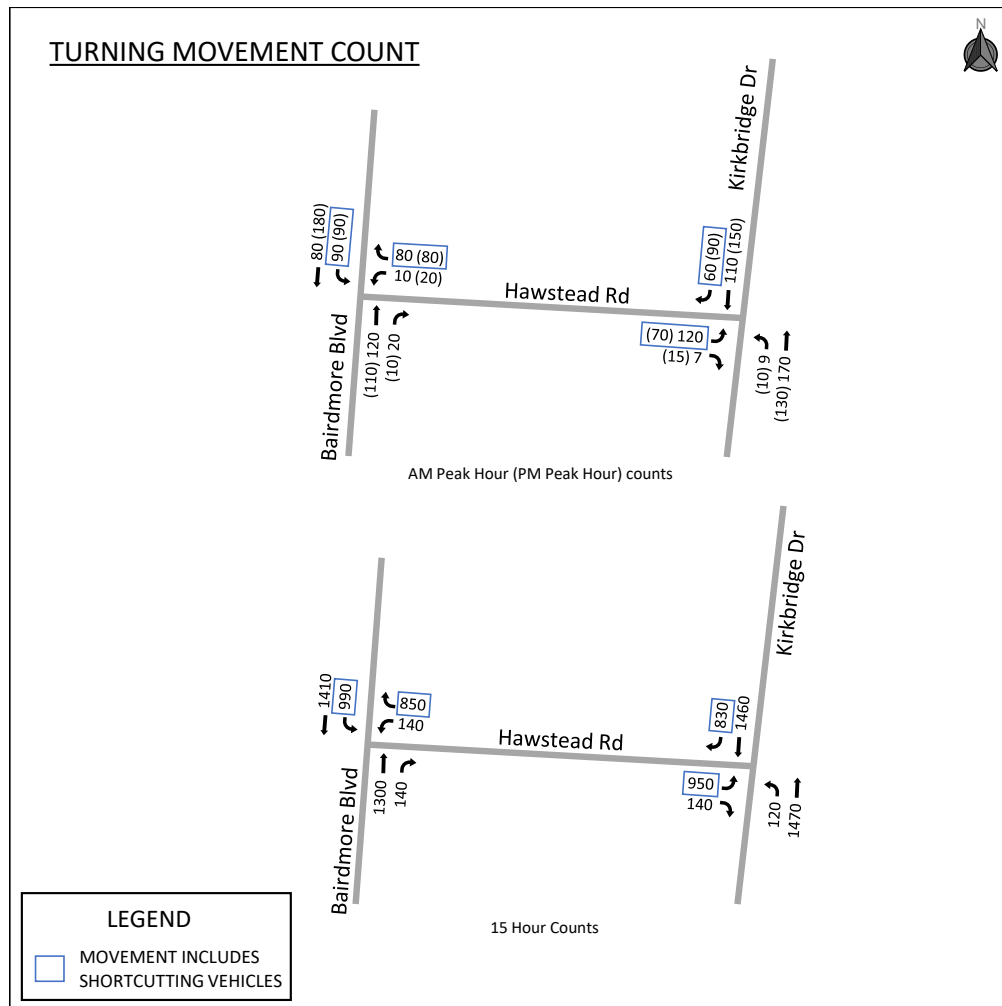 TURNING MOVEMENT COUNT
N
Kirkbridge Dr
80 (180)
90 (90)
80 (80)
10 (20)
60 (90)
110 (150)
Hawstead Rd
(70) 120
(15) 7
Bairdmore Blvd
(110) 120
(10) 20
(10) 9
(130) 170
AM Peak Hour (PM Peak Hour) counts
Kirkbridge Dr
1410
990
850
140
830
1460
Hawstead Rd
950
140
Bairdmore Blvd
1300
140
120
1470
15 Hour Counts
LEGEND
MOVEMENT INCLUDES
SHORTCUTTING VEHICLES